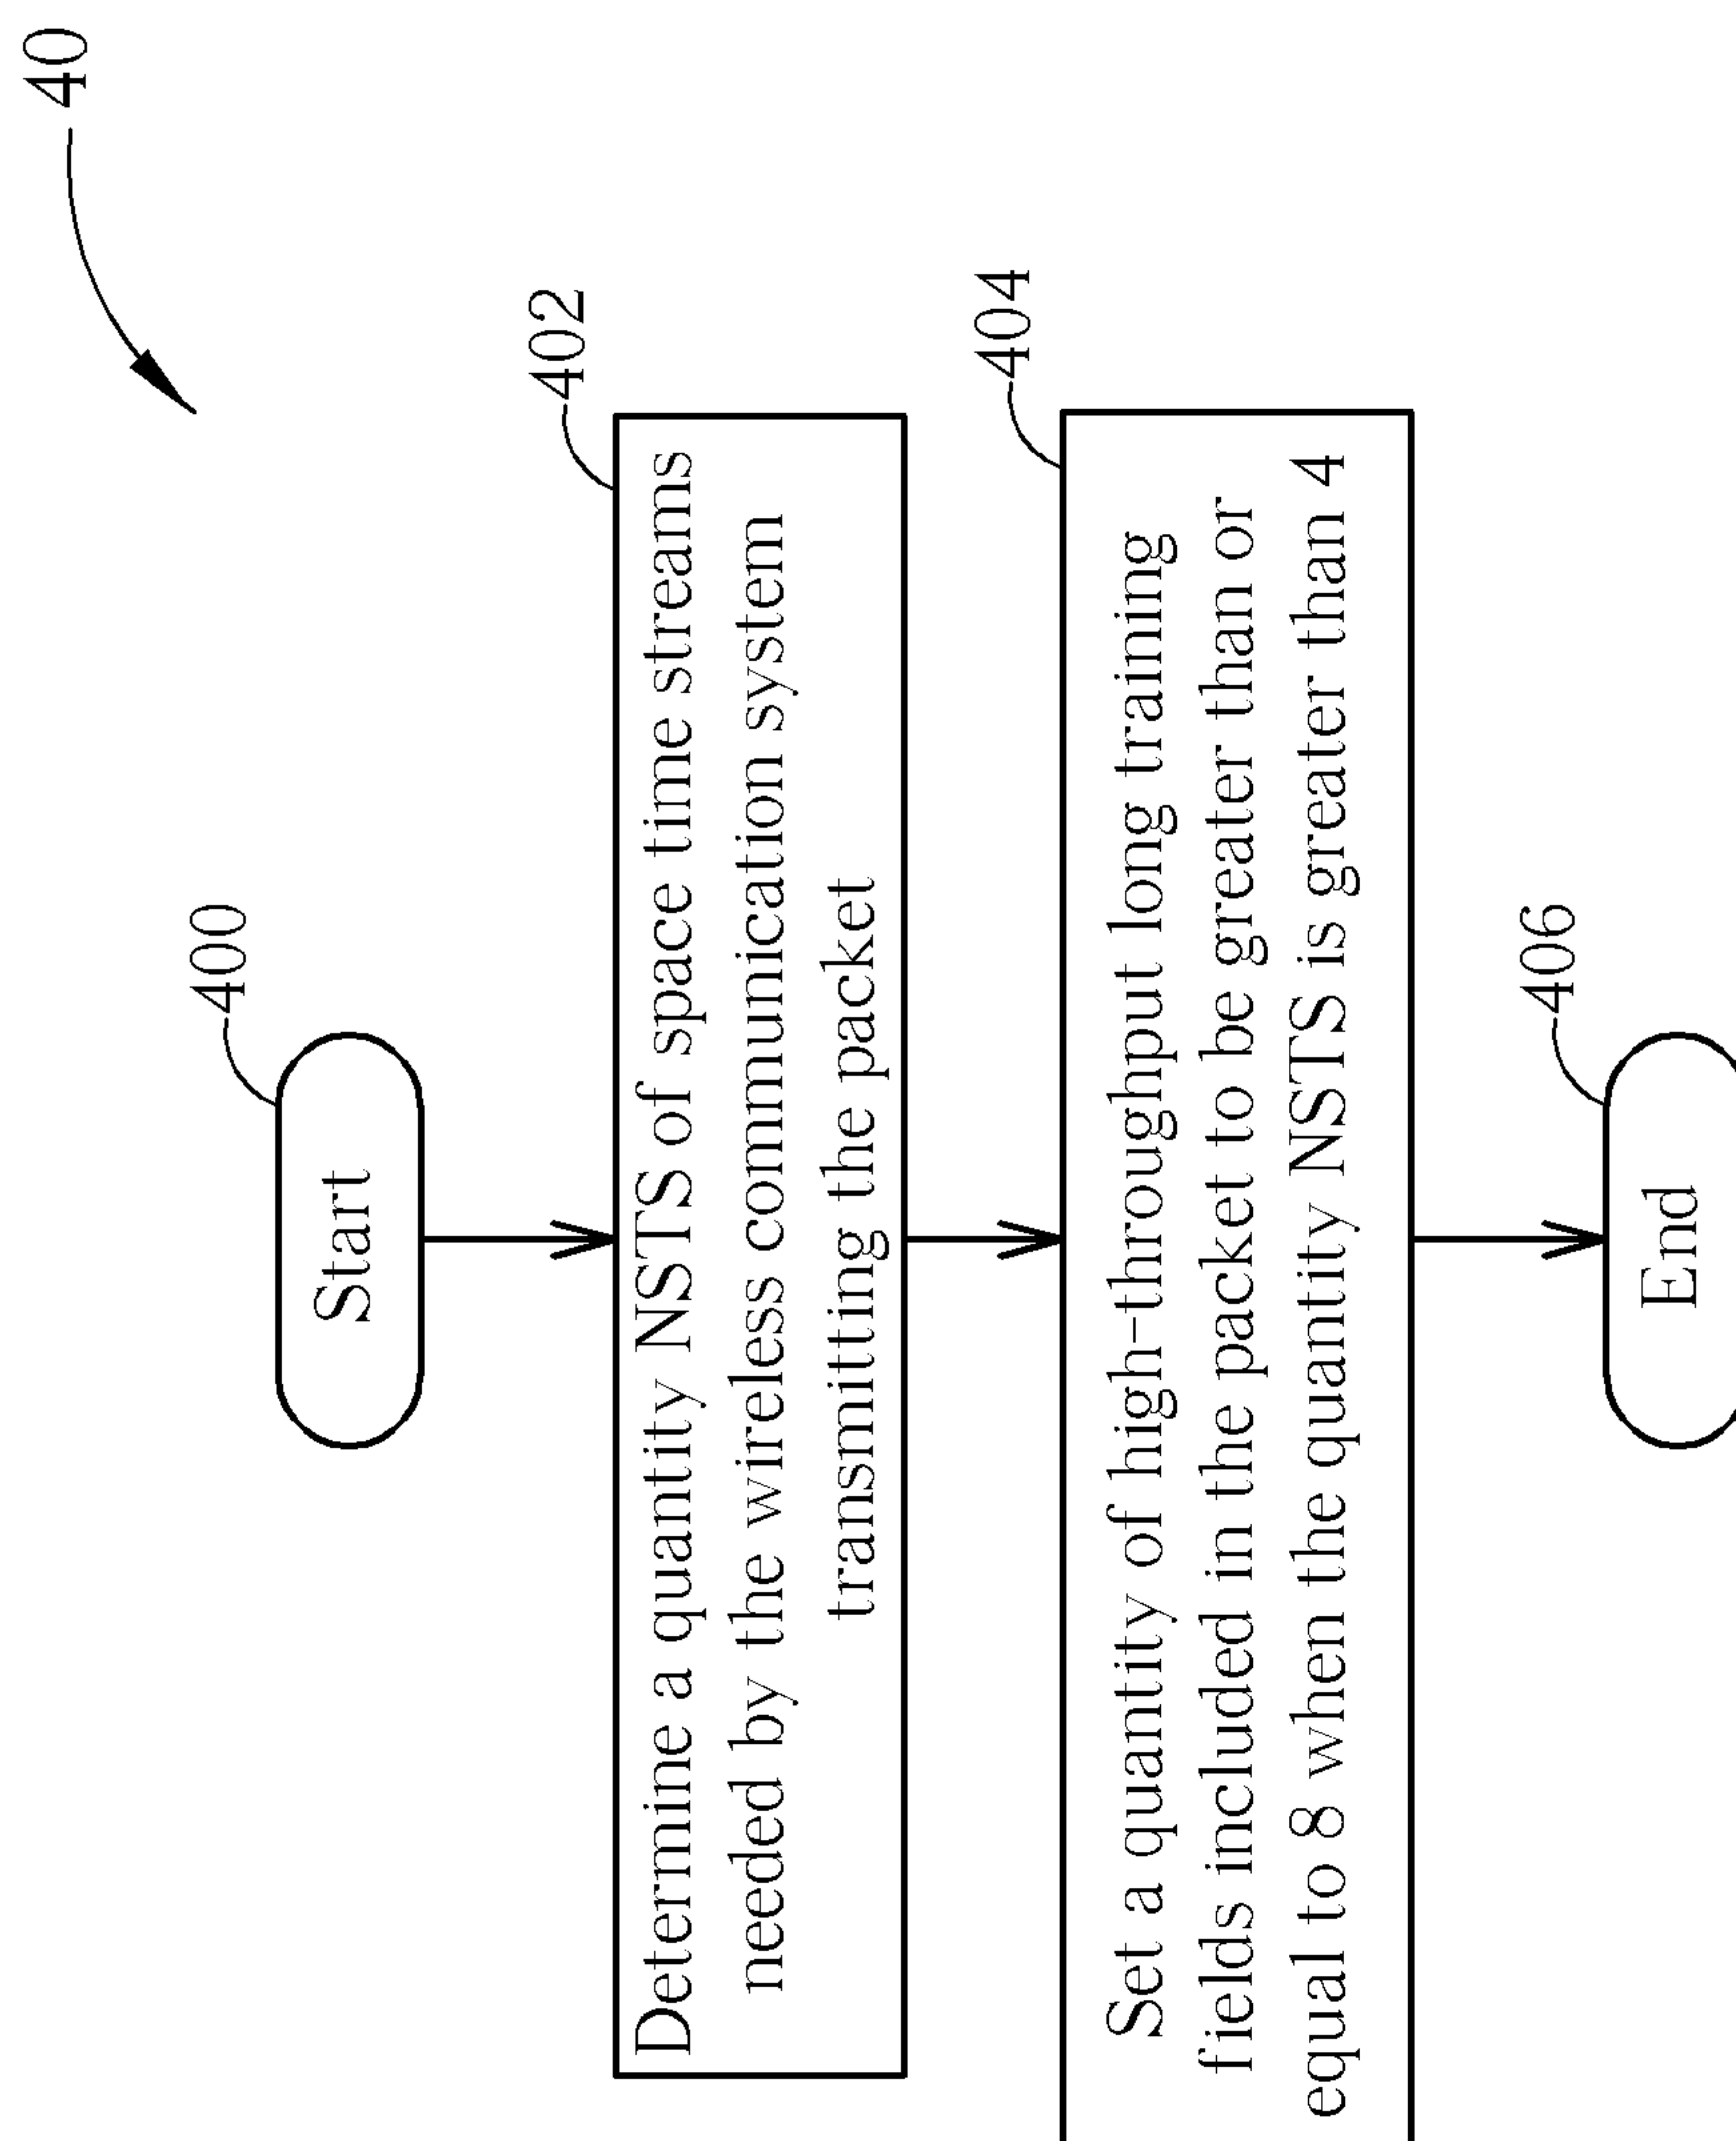 40
400
Start
402
Determine a quantity NSTS of space time streams
needed by the wireless communication system
transmitting the packet
404
Set a quantity of high-throughput long training
fields included in the packet to be greater than or
equal to 8 when the quantity NSTS is greater than 4
406
End